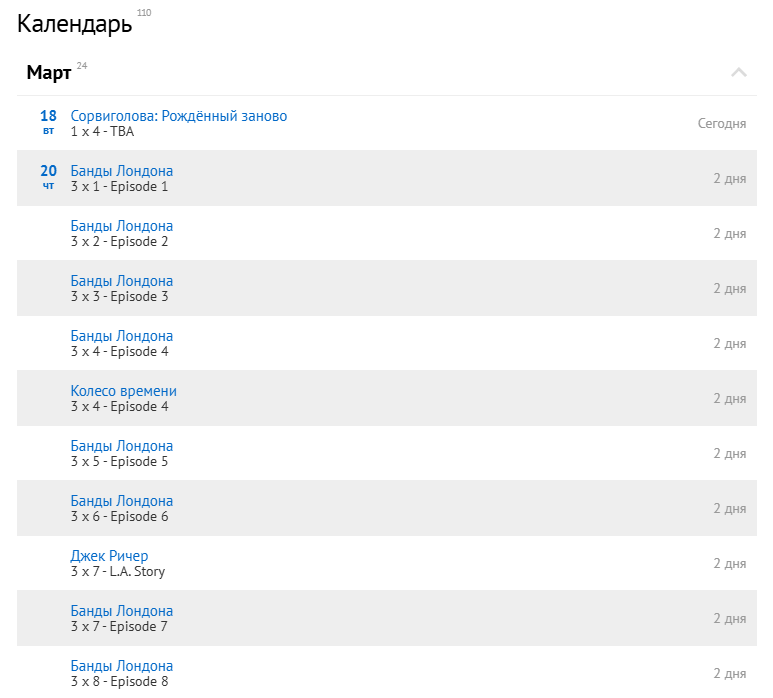 Календарь 110
Март 24
18 Сорвиголова: Рождённый заново
вт 1 x 4 - TBA Сегодня
20 Банды Лондона
чт 3 x 1 - Episode 1 2 дня
Банды Лондона
3 x 2 - Episode 2 2 дня
Банды Лондона
3 x 3 - Episode 3 2 дня
Банды Лондона
3 x 4 - Episode 4 2 дня
Колесо времени
3 x 4 - Episode 4 2 дня
Банды Лондона
3 x 5 - Episode 5 2 дня
Банды Лондона
3 x 6 - Episode 6 2 дня
Джек Ричер
3 x 7 - L.A. Story 2 дня
Банды Лондона
3 x 7 - Episode 7 2 дня
Банды Лондона
3 x 8 - Episode 8 2 дня